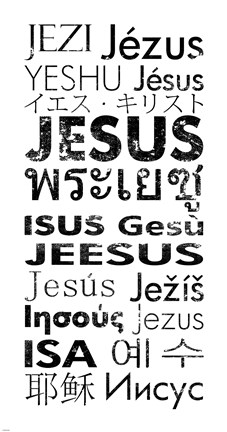 JEZI Jézus
YESHU Jésus
イエス・キリスト
JESUS
พระเยซู
ISUS Gesù
JEESUS
Jesús Ježíš
Ιησούς Jezus
ISA 예수
耶稣 Иисус